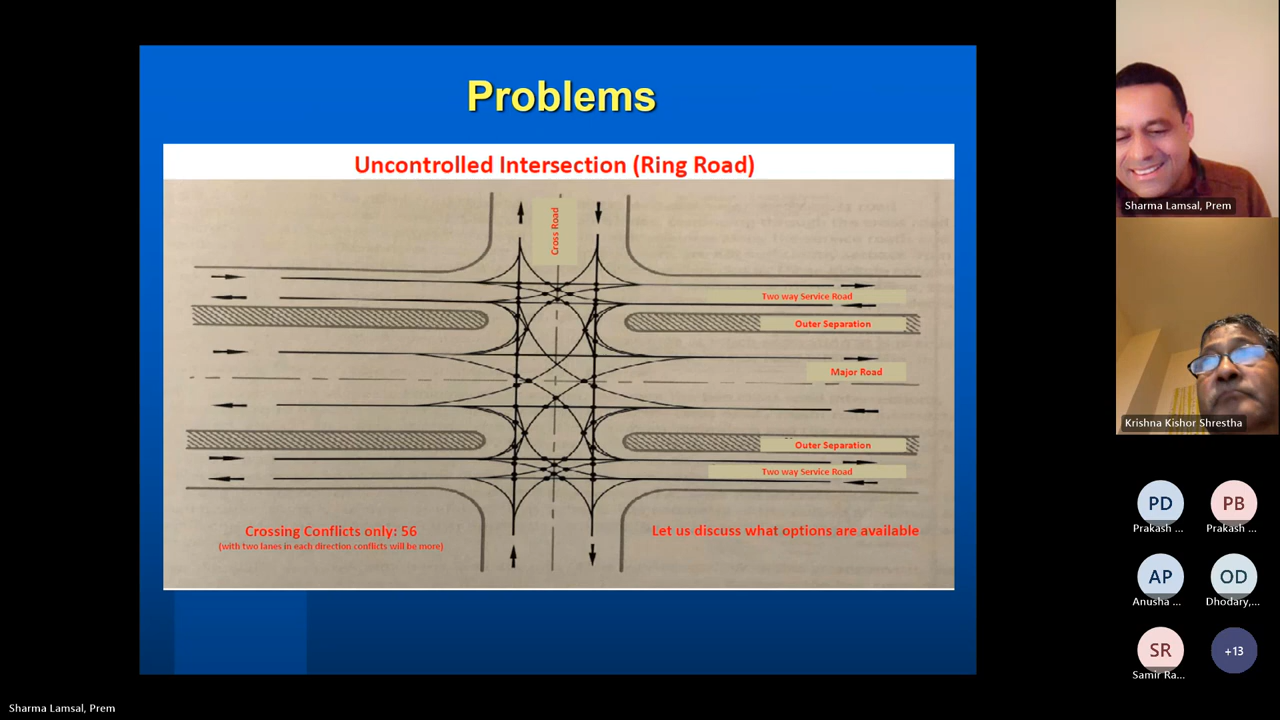 Problems
Uncontrolled Intersection (Ring Road)
Cross Road
Two way Service Road
Outer Separation
Major Road
Outer Separation
Two way Service Road
Crossing Conflicts only: 56
(with two lanes in each direction conflicts will be more)
Let us discuss what options are available
Sharma Lamsal, Prem
Krishna Kishor Shrestha
PD
Prakash ...
PB
Prakash ...
AP
Anusha ...
OD
Dhodary,...
SR
Samir Ra...
+13
Sharma Lamsal, Prem